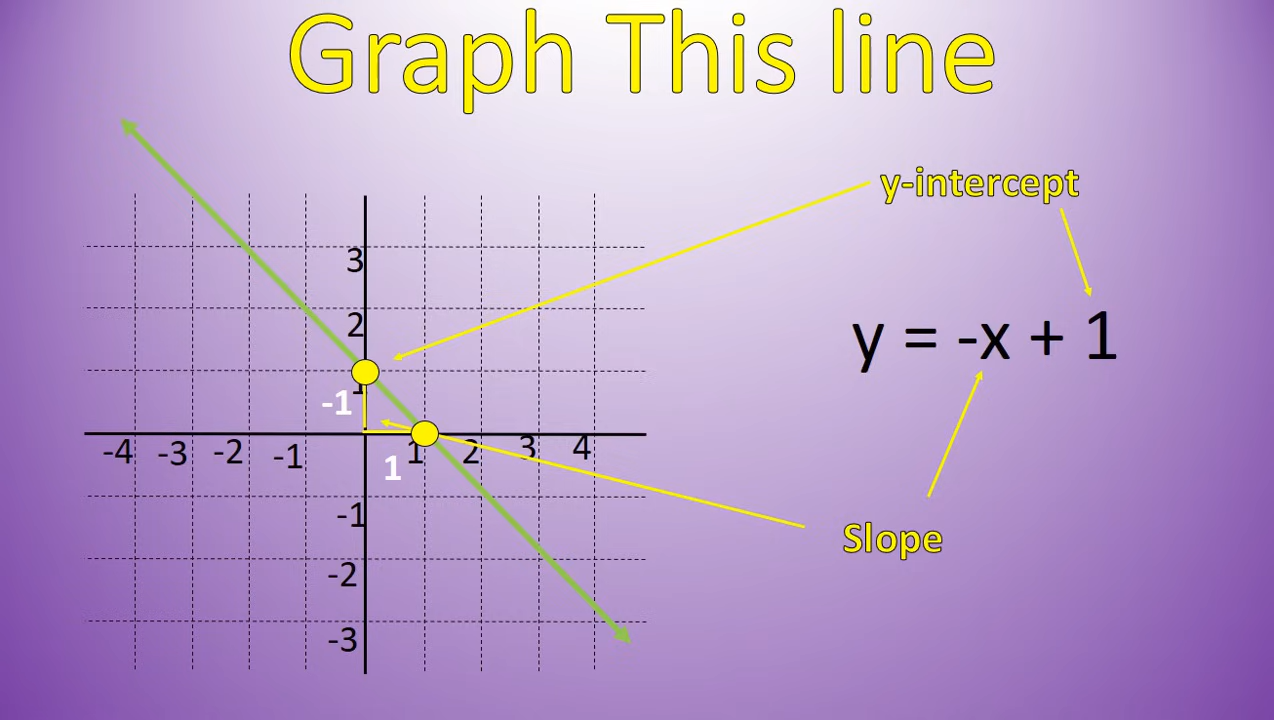 Graph This line
y-intercept
3
2
y = -x + 1
1
-1
-4 -3 -2 -1 1 2 3 4
1
-1
Slope
-2
-3